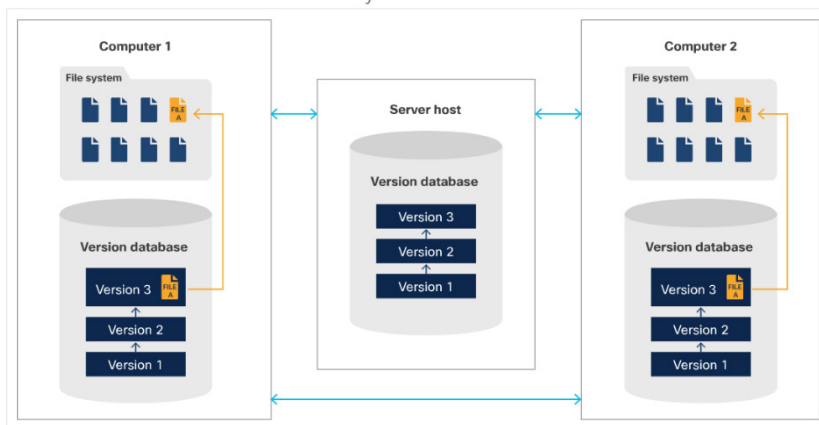 Computer 1
File system
FILE
A
Version database
Version 3
FILE
A
Version 2
Version 1
Server host
Version database
Version 3
Version 2
Version 1
Computer 2
File system
FILE
A
Version database
Version 3
FILE
A
Version 2
Version 1